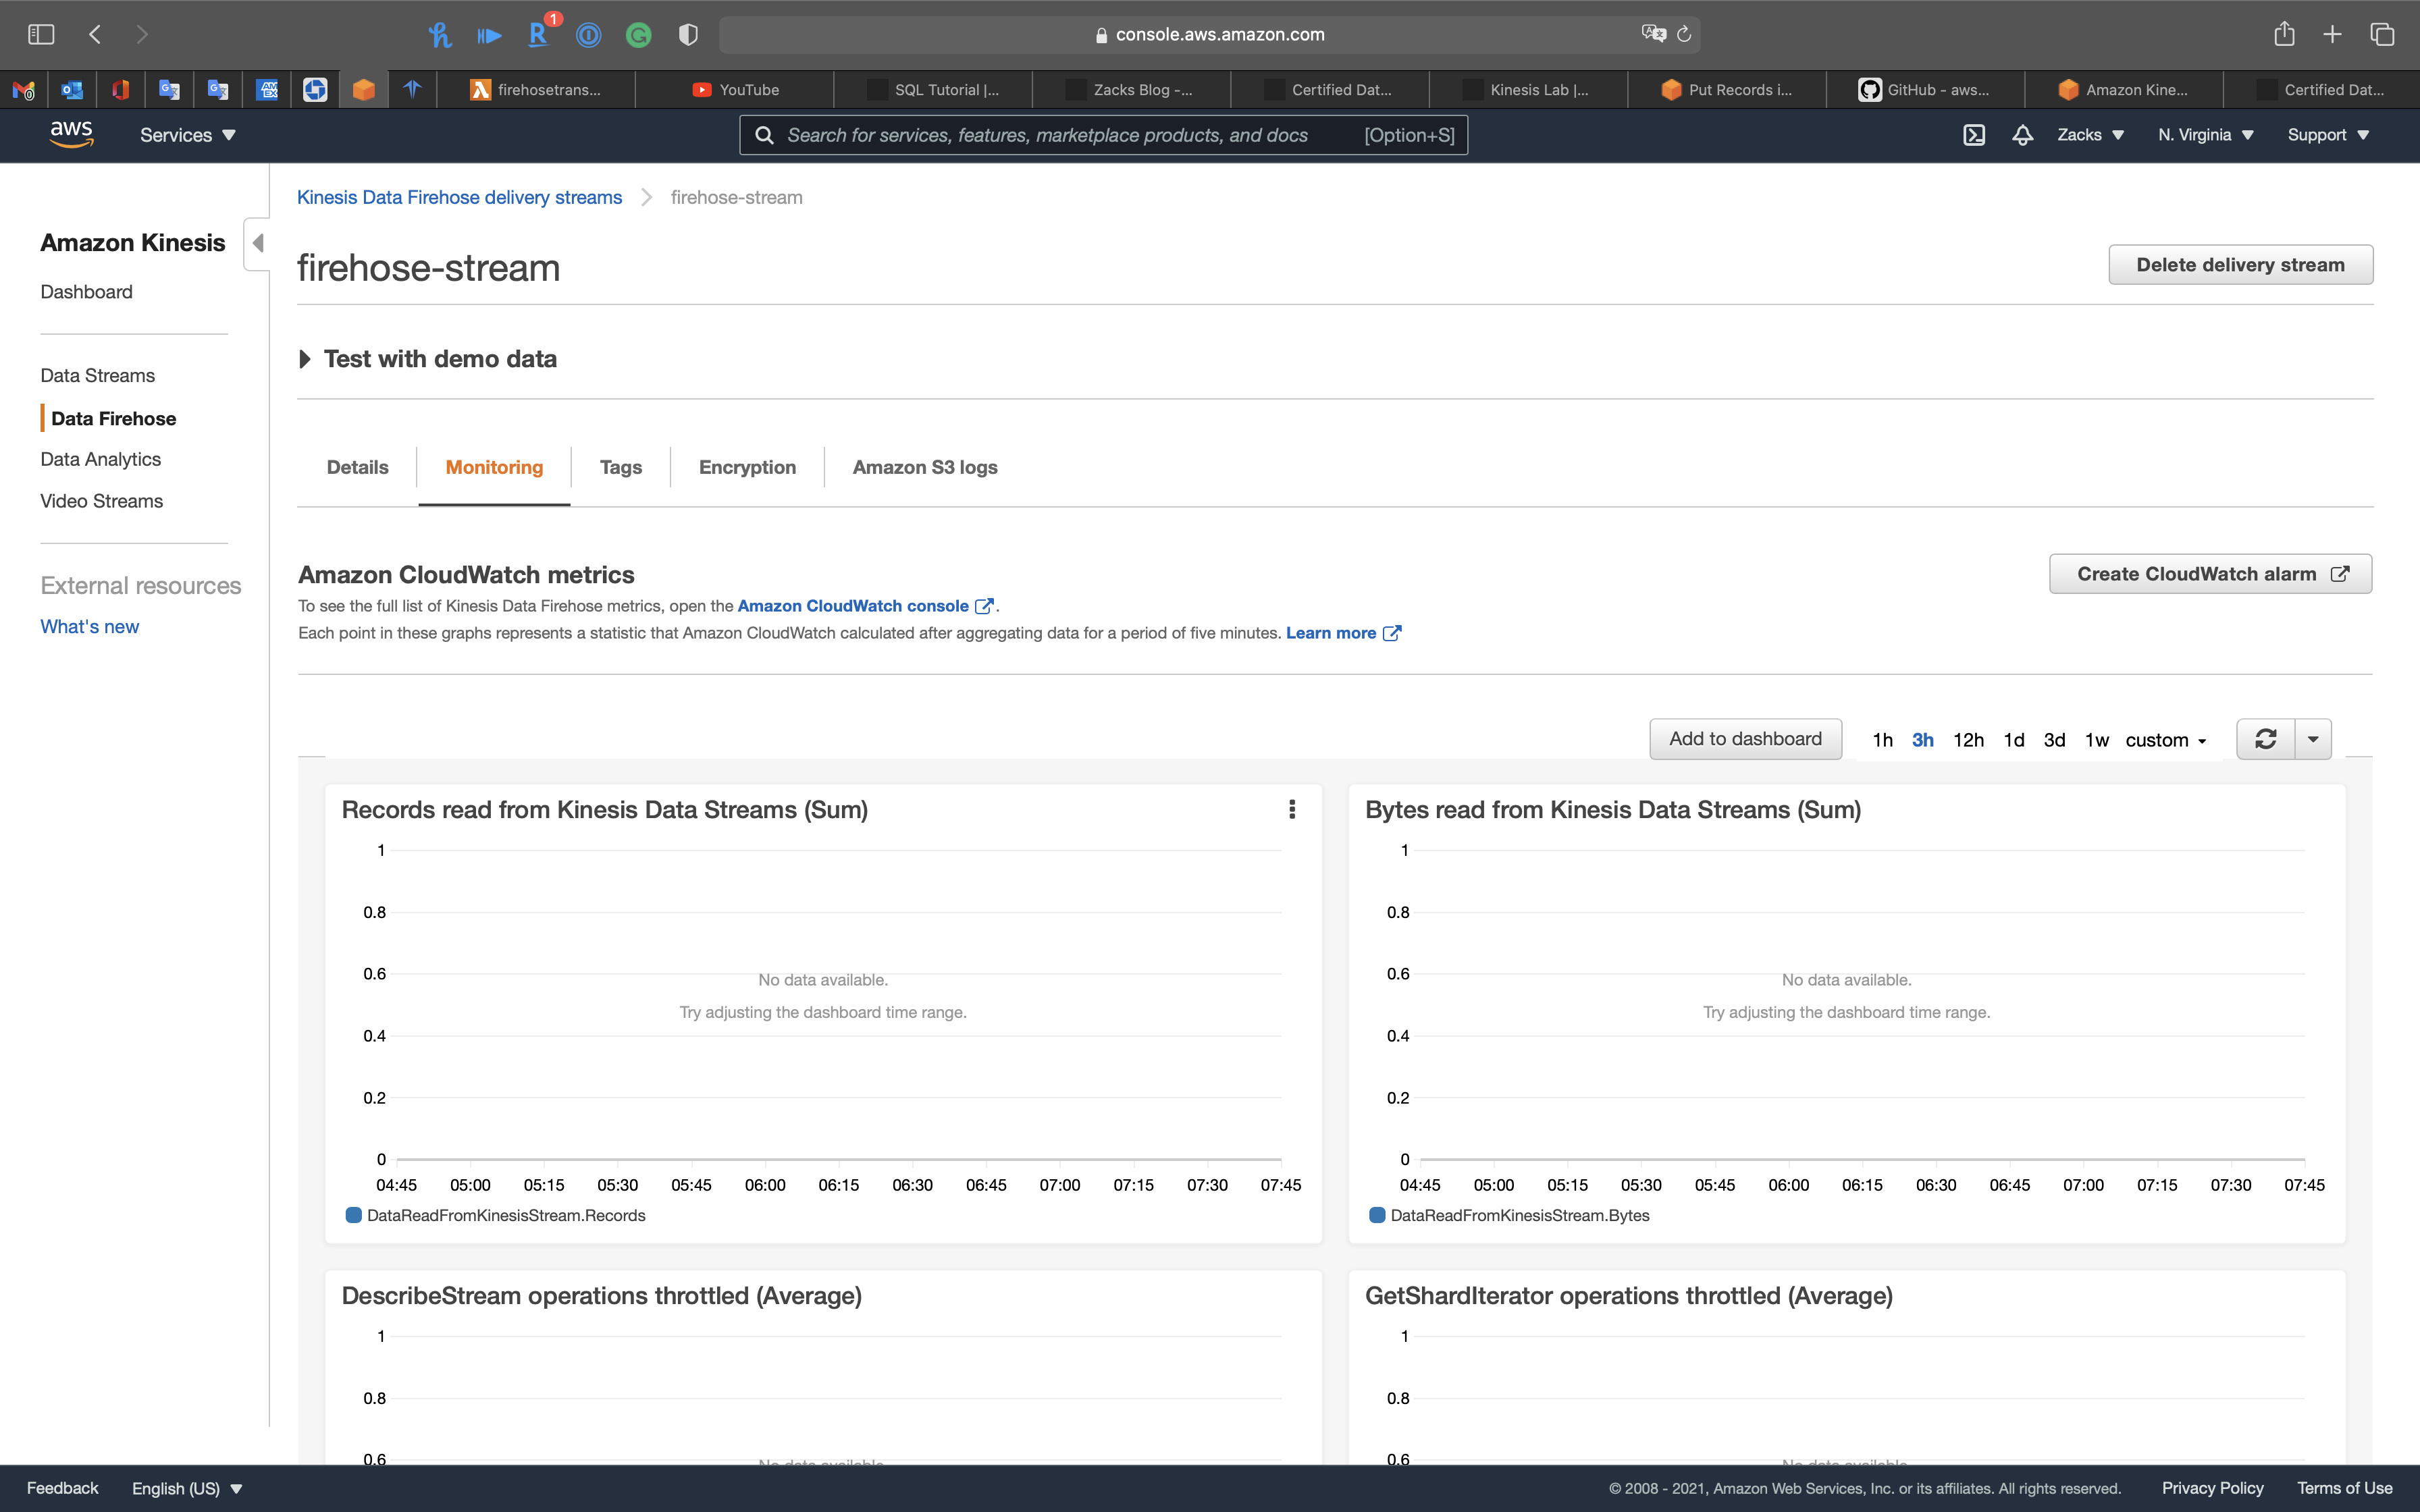 1
console.aws.amazon.com
firehosetrans...
YouTube
SQL Tutorial |...
Zacks Blog -...
Certified Dat...
Kinesis Lab |...
Put Records i...
GitHub - aws...
Amazon Kine...
Certified Dat...
aws
Services
Search for services, features, marketplace products, and docs
[Option+S]
Zacks
N. Virginia
Support
Amazon Kinesis
Dashboard
Data Streams
Data Firehose
Data Analytics
Video Streams
External resources
What's new
Kinesis Data Firehose delivery streams
firehose-stream
firehose-stream
Delete delivery stream
Test with demo data
Details
Monitoring
Tags
Encryption
Amazon S3 logs
Amazon CloudWatch metrics
Create CloudWatch alarm
To see the full list of Kinesis Data Firehose metrics, open the Amazon CloudWatch console.
Each point in these graphs represents a statistic that Amazon CloudWatch calculated after aggregating data for a period of five minutes. Learn more
Add to dashboard
1h 3h 12h 1d 3d 1w custom
Records read from Kinesis Data Streams (Sum)
1
0.8
0.6
No data available.
Try adjusting the dashboard time range.
0.4
0.2
0
04:45 05:00 05:15 05:30 05:45 06:00 06:15 06:30 06:45 07:00 07:15 07:30 07:45
DataReadFromKinesisStream.Records
Bytes read from Kinesis Data Streams (Sum)
1
0.8
0.6
No data available.
Try adjusting the dashboard time range.
0.4
0.2
0
04:45 05:00 05:15 05:30 05:45 06:00 06:15 06:30 06:45 07:00 07:15 07:30 07:45
DataReadFromKinesisStream.Bytes
DescribeStream operations throttled (Average)
1
0.8
0.6
No data available.
GetShardIterator operations throttled (Average)
1
0.8
0.6
No data available.
Feedback
English (US)
© 2008 - 2021, Amazon Web Services, Inc. or its affiliates. All rights reserved.
Privacy Policy
Terms of Use